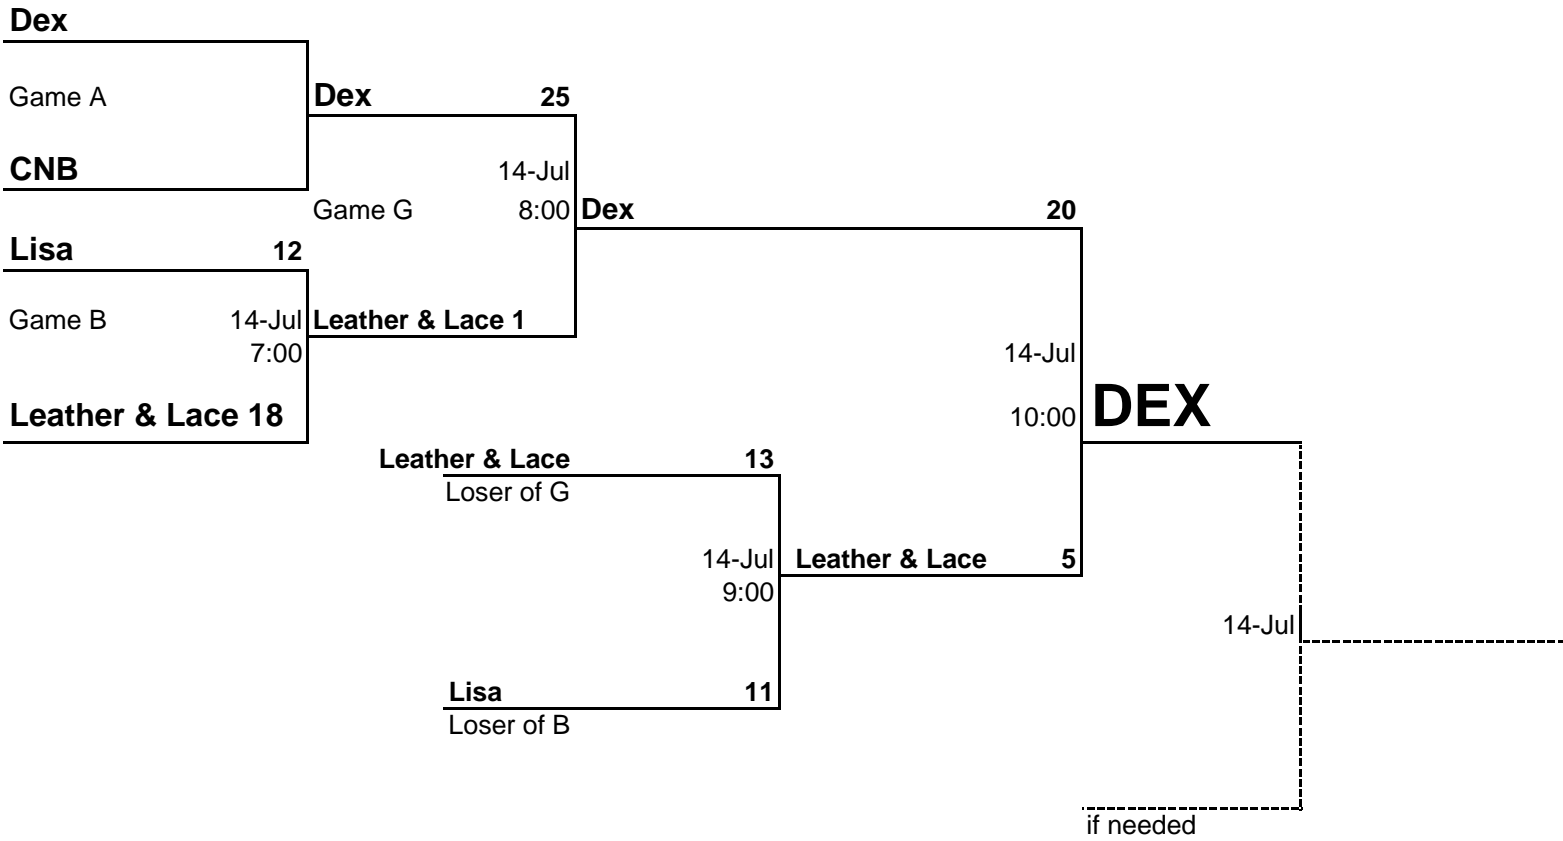 Dex
Game A
Dex 25
CNB
14-Jul
Game G 8:00
Dex 20
Lisa 12
Game B 14-Jul
7:00
Leather & Lace 1
14-Jul
10:00
DEX
Leather & Lace 18
Leather & Lace 13
Loser of G
14-Jul
9:00
Leather & Lace 5
14-Jul
Lisa 11
Loser of B
if needed